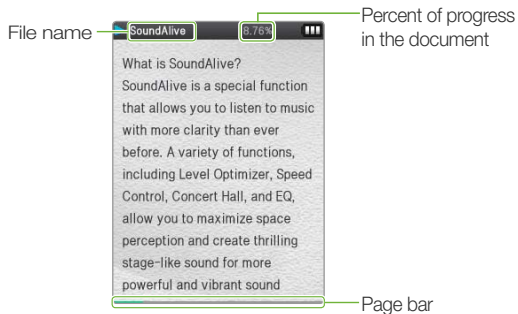 File name
SoundAlive
8.76%
Percent of progress
in the document
What is SoundAlive?
SoundAlive is a special function
that allows you to listen to music
with more clarity than ever
before. A variety of functions,
including Level Optimizer, Speed
Control, Concert Hall, and EQ,
allow you to maximize space
perception and create thrilling
stage-like sound for more
powerful and vibrant sound
Page bar